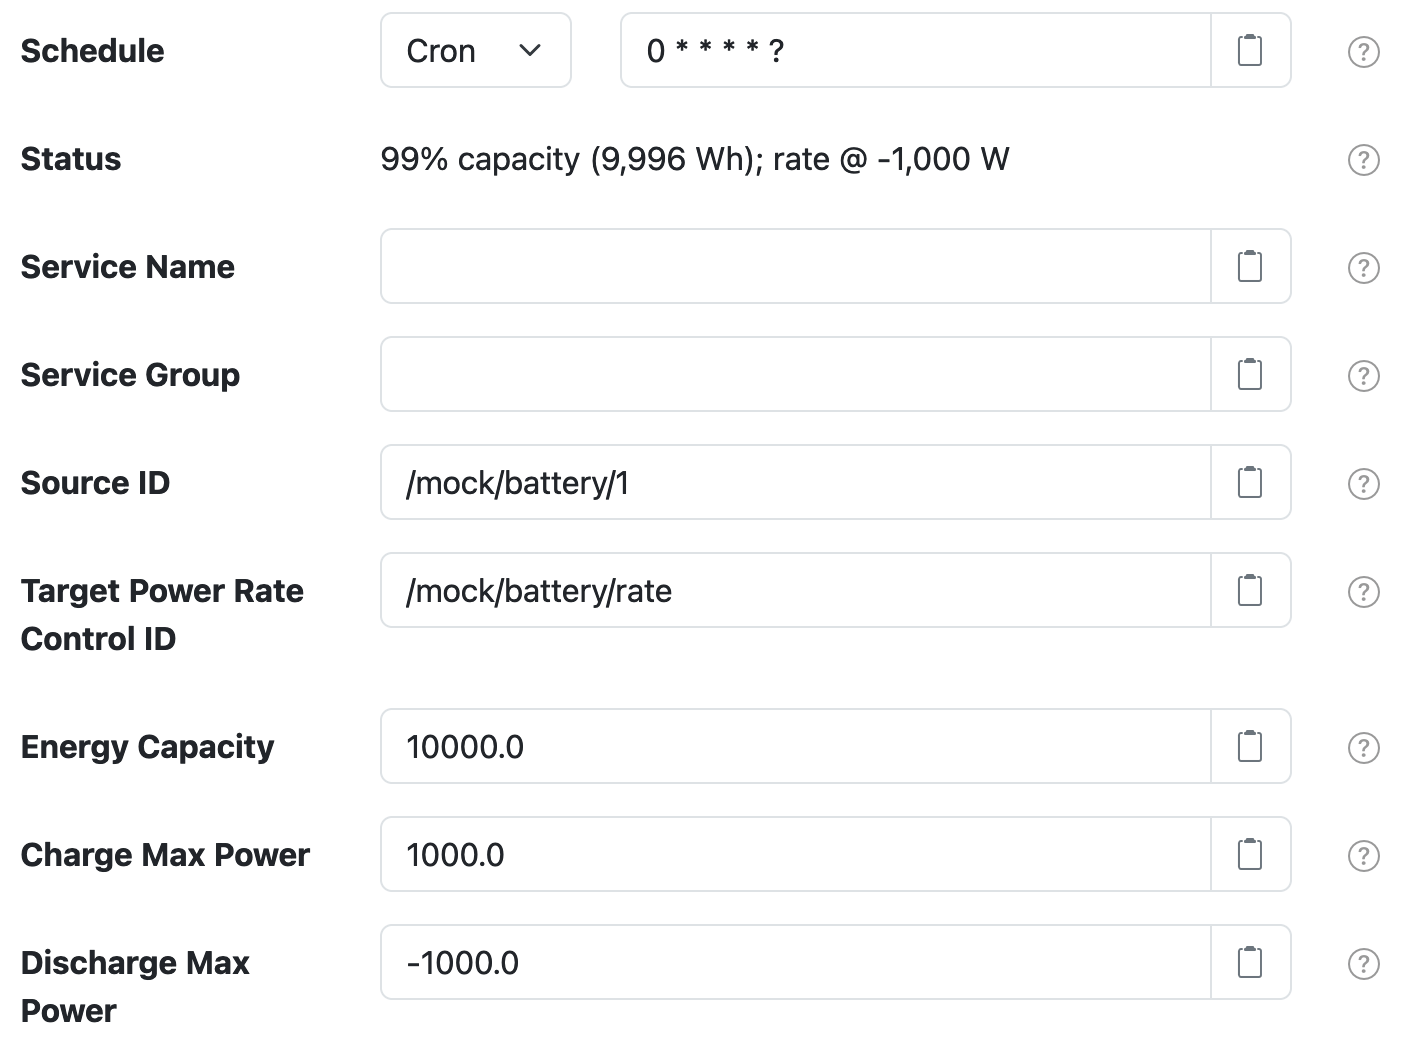 Schedule
Cron
0 * * * * ?
Status
99% capacity (9,996 Wh); rate @ -1,000 W
Service Name
Service Group
Source ID
/mock/battery/1
Target Power Rate
Control ID
/mock/battery/rate
Energy Capacity
10000.0
Charge Max Power
1000.0
Discharge Max
Power
-1000.0